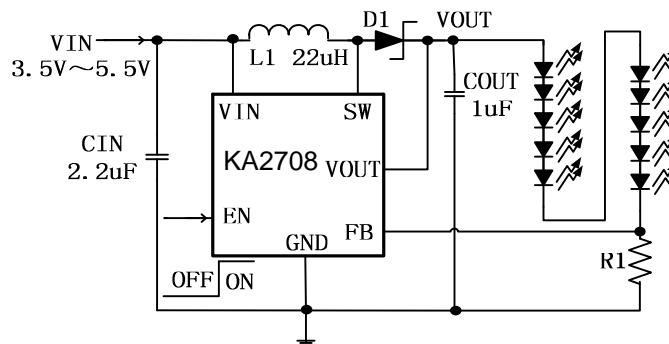 D1
VOUT
VIN
3.5V～5.5V
L1 22uH
COUT
1uF
VIN
SW
CIN
2.2uF
KA2708
VOUT
EN
FB
GND
OFF
ON
R1